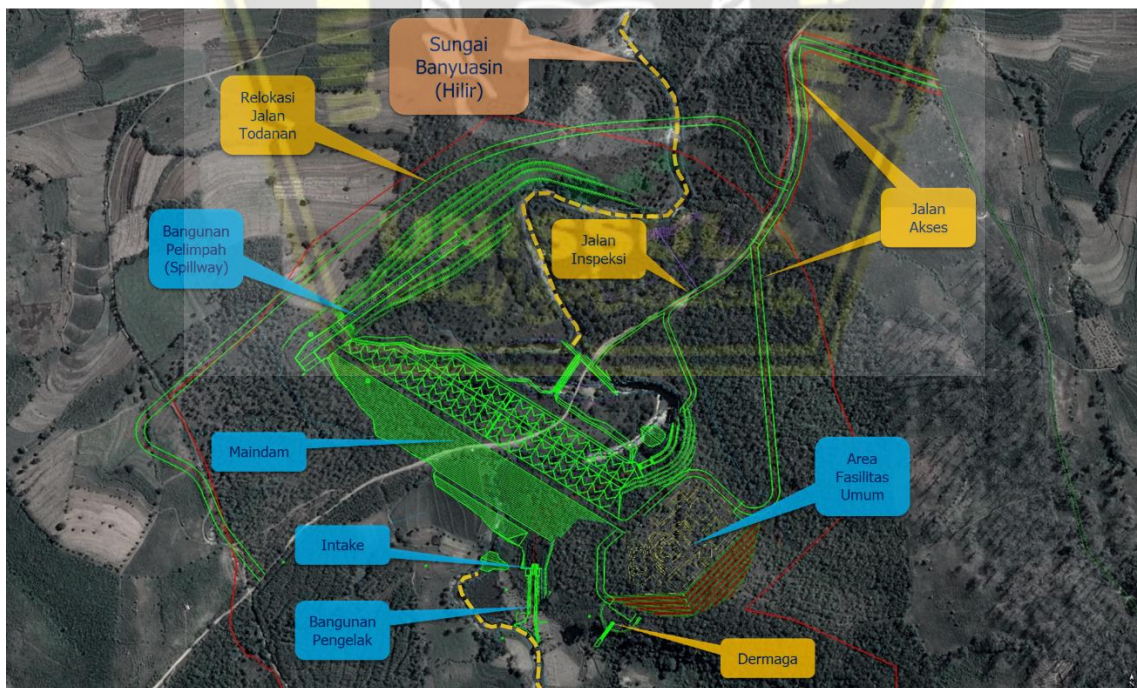 Sungai
Banyuasin
(Hilir)
Relokasi
Jalan
Todanan
Bangunan
Pelimpah
(Spillway)
Jalan
Inspeksi
Jalan
Akses
Maindam
Area
Fasilitas
Umum
Intake
Bangunan
Pengelak
Dermaga